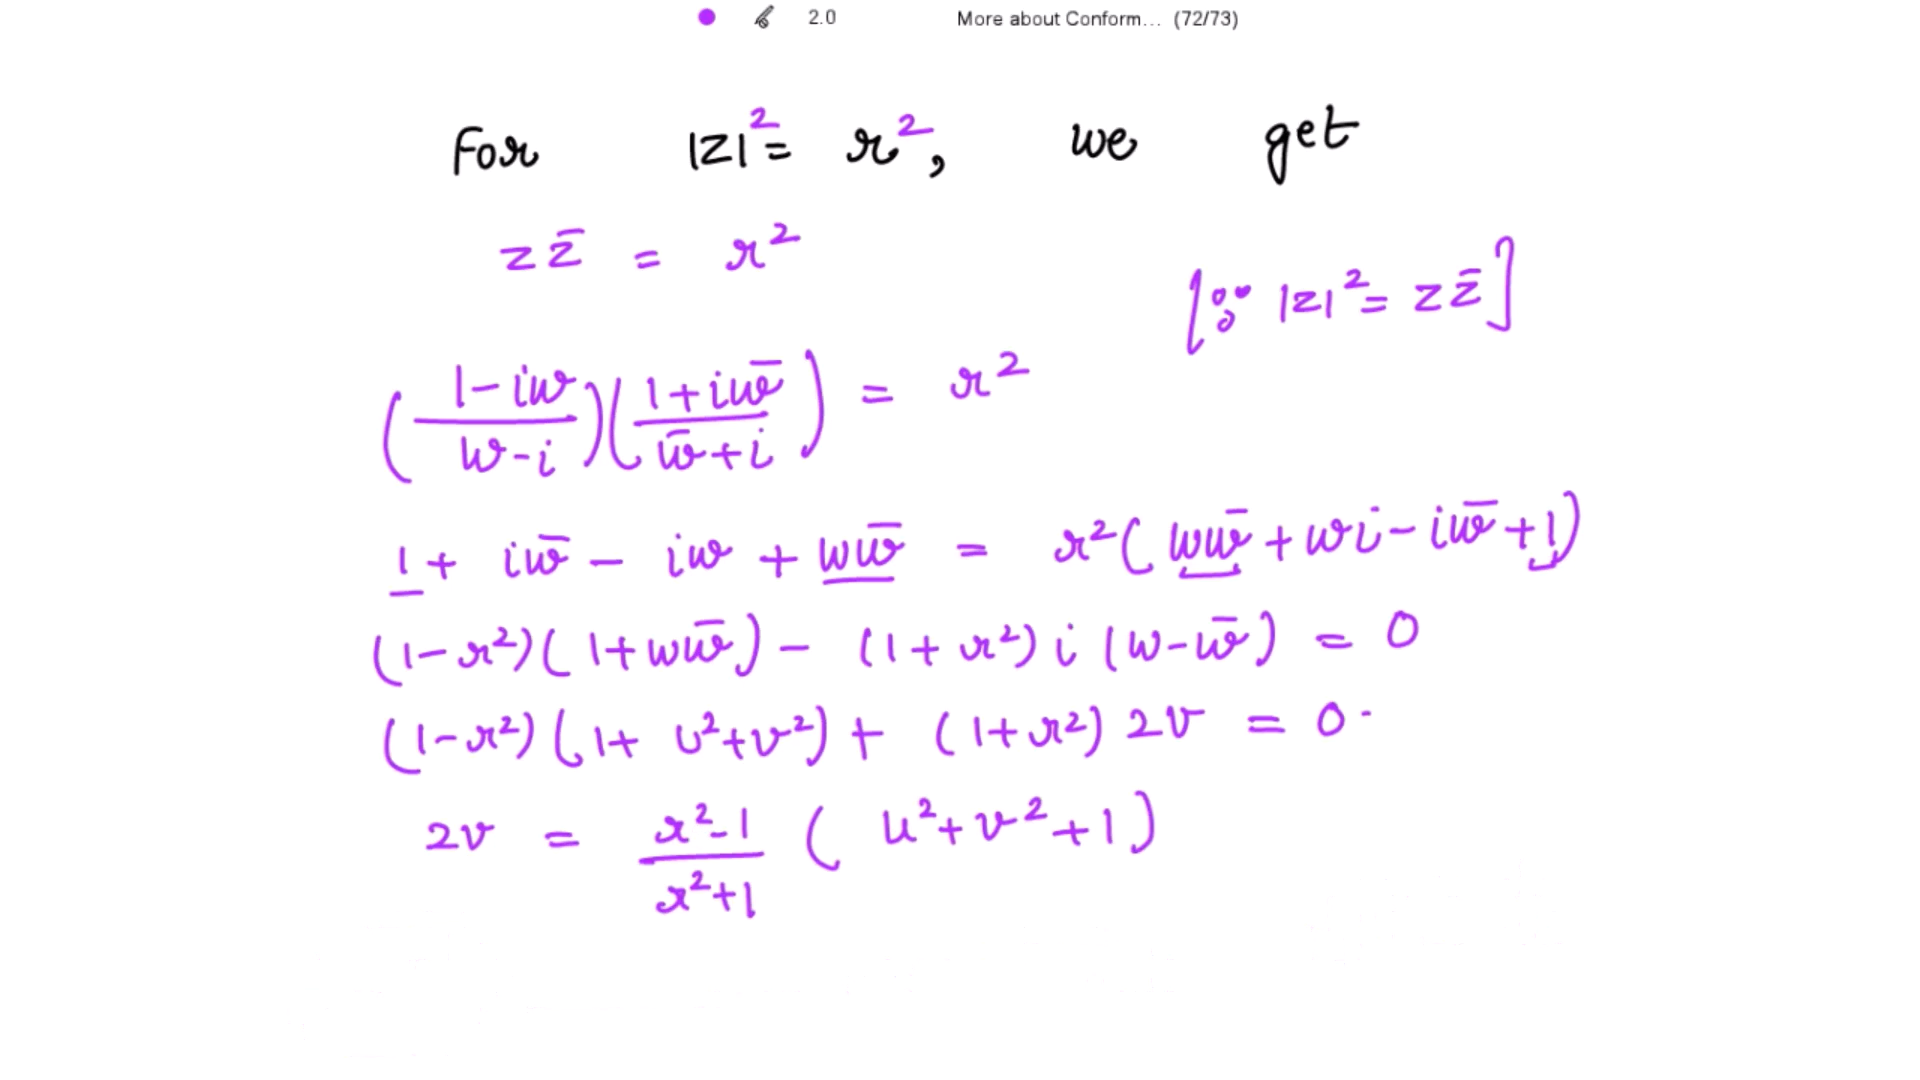 2.0 More about Conform... (72/73)
For |z|² = r², we get
z z̄ = r²
[∵ |z|² = z z̄]
((1-iw)/(w-i)) ((1+iw̄)/(w̄+i)) = r²
1 + iw̄ - iw + ww̄ = r²(ww̄ + wi - iw̄ + 1)
(1-r²)(1+ww̄) - (1+r²) i (w-w̄) = 0
(1-r²)(1+u²+v²) + (1+r²) 2v = 0.
2v = (r²-1)/(r²+1) (u²+v²+1)